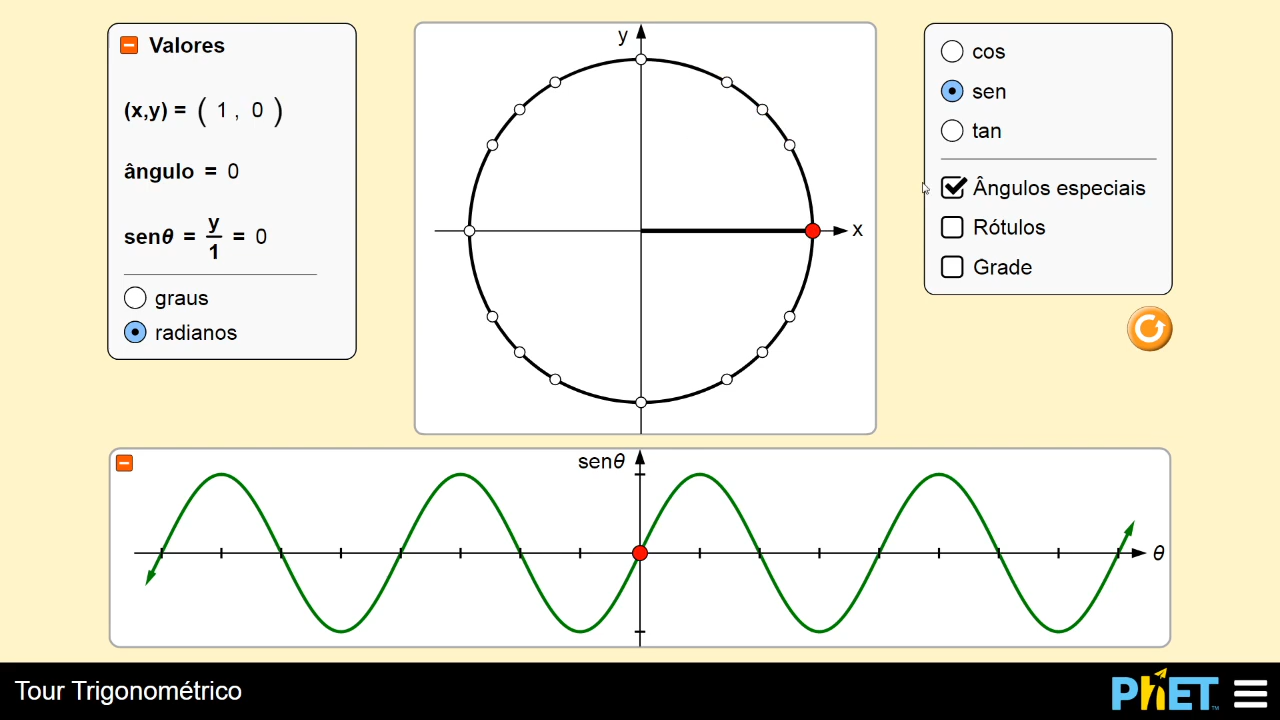 Valores
(x,y) = ( 1 , 0 )
ângulo = 0
senθ = y/1 = 0
graus
radianos
y
x
cos
sen
tan
Ângulos especiais
Rótulos
Grade
senθ
θ
Tour Trigonométrico
PhET